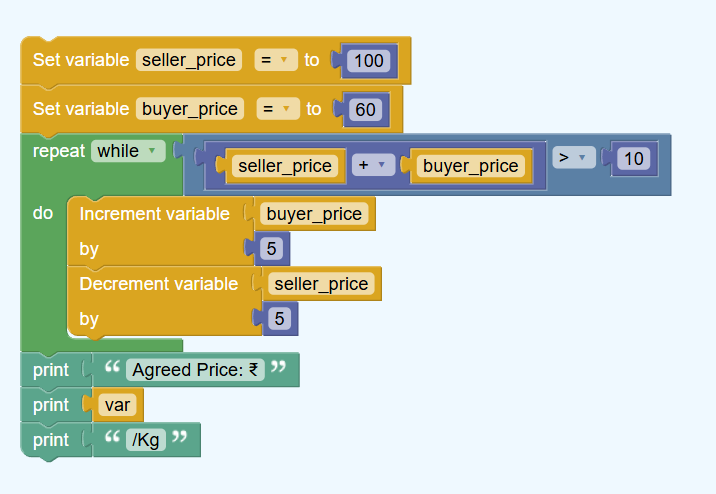 Set variable seller_price = to 100
Set variable buyer_price = to 60
repeat while seller_price + buyer_price > 10
do Increment variable buyer_price
by 5
Decrement variable seller_price
by 5
print “ Agreed Price: ₹ ”
print var
print “ /Kg ”